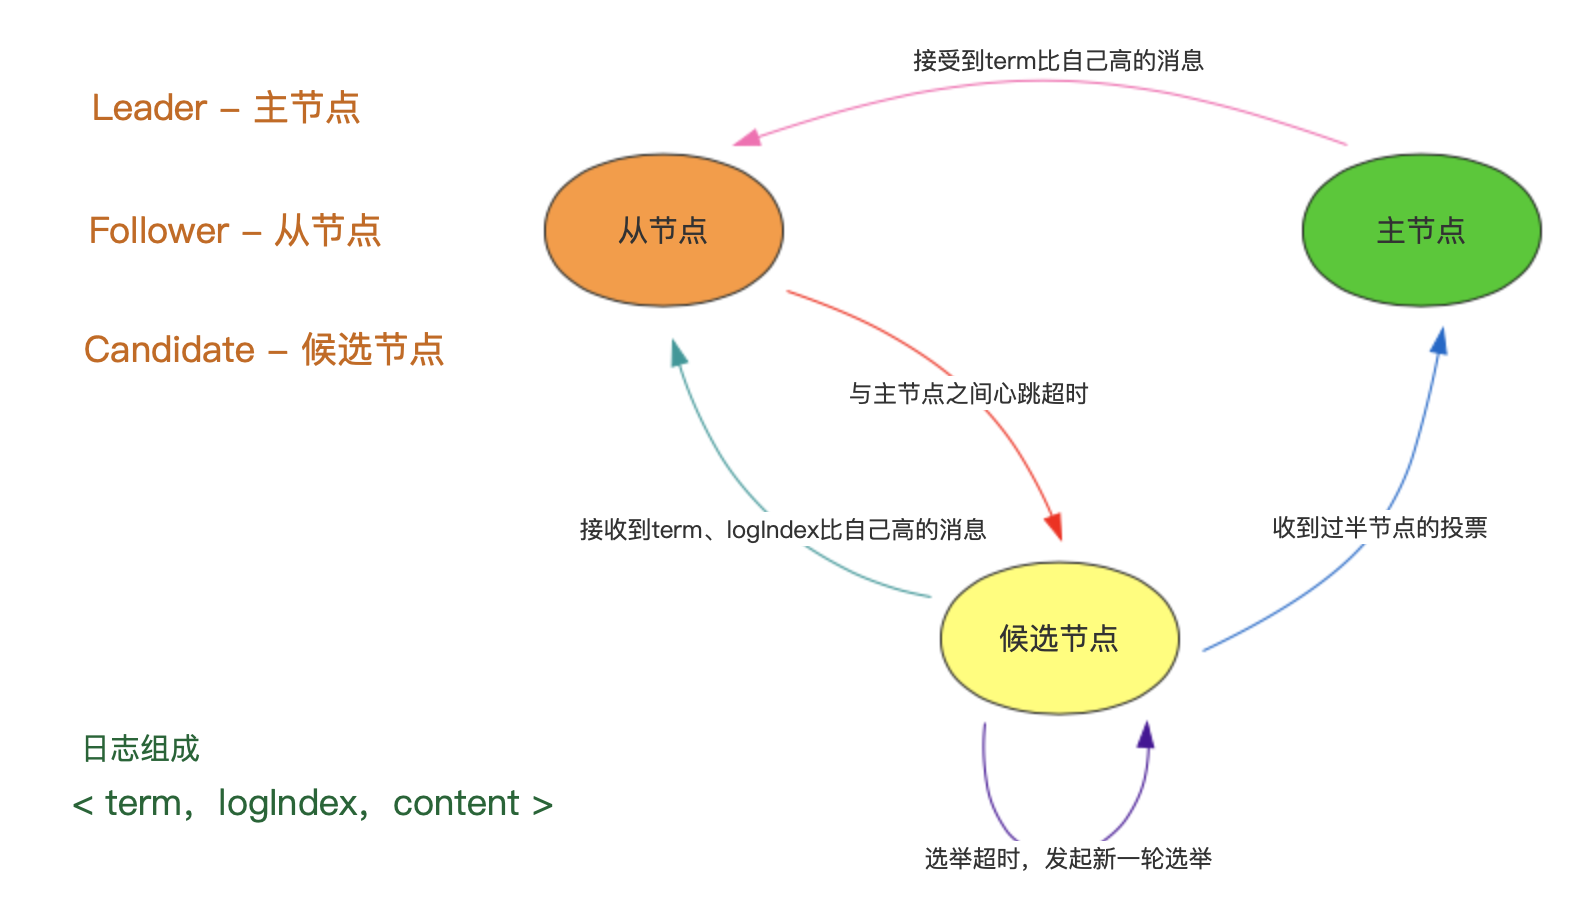 接受到term比自己高的消息
Leader – 主节点
Follower – 从节点
从节点
主节点
Candidate – 候选节点
与主节点之间心跳超时
接收到term、logIndex比自己高的消息
收到过半节点的投票
候选节点
日志组成
< term，logIndex，content >
选举超时，发起新一轮选举